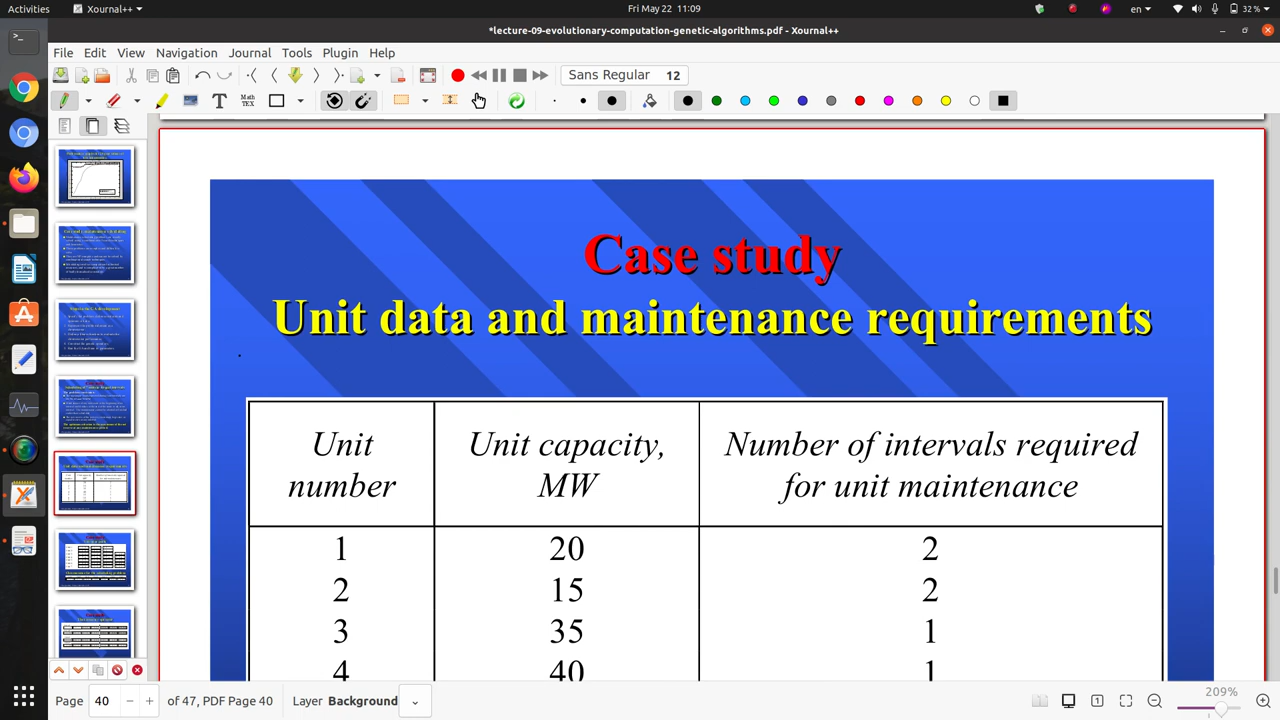 Activities
Xournal++
Fri May 22 11:09
en
32%
*lecture-09-evolutionary-computation-genetic-algorithms.pdf - Xournal++
File Edit View Navigation Journal Tools Plugin Help
Sans Regular 12
Case study
Unit data and maintenance requirements
Unit number
Unit capacity, MW
Number of intervals required for unit maintenance
1 20 2
2 15 2
3 35 1
4 40 1
Page 40 of 47, PDF Page 40 Layer Background
209%